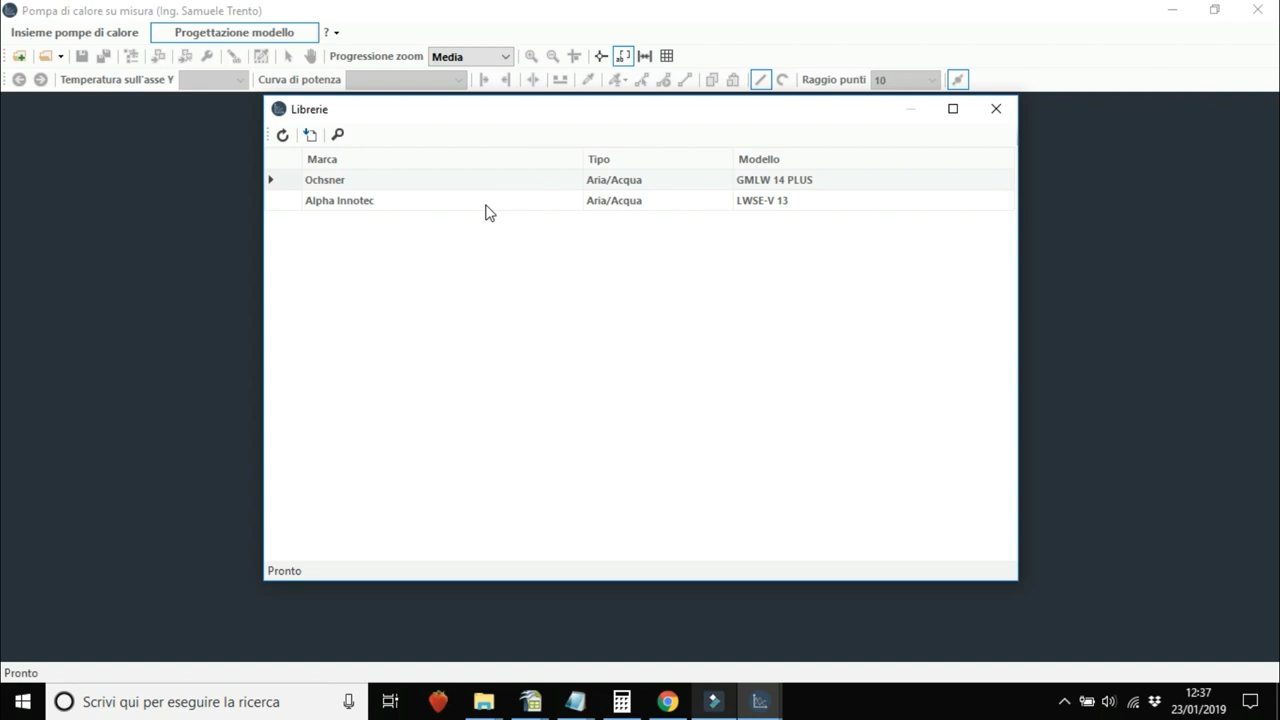 Pompa di calore su misura (Ing. Samuele Trento)
Insieme pompe di calore Progettazione modello ?
Progressione zoom Media
Temperatura sull'asse Y Curva di potenza Raggio punti 10
Librerie
Marca Tipo Modello
Ochsner Aria/Acqua GMLW 14 PLUS
Alpha Innotec Aria/Acqua LWSE-V 13
Pronto
Pronto
Scrivi qui per eseguire la ricerca
12:37
23/01/2019